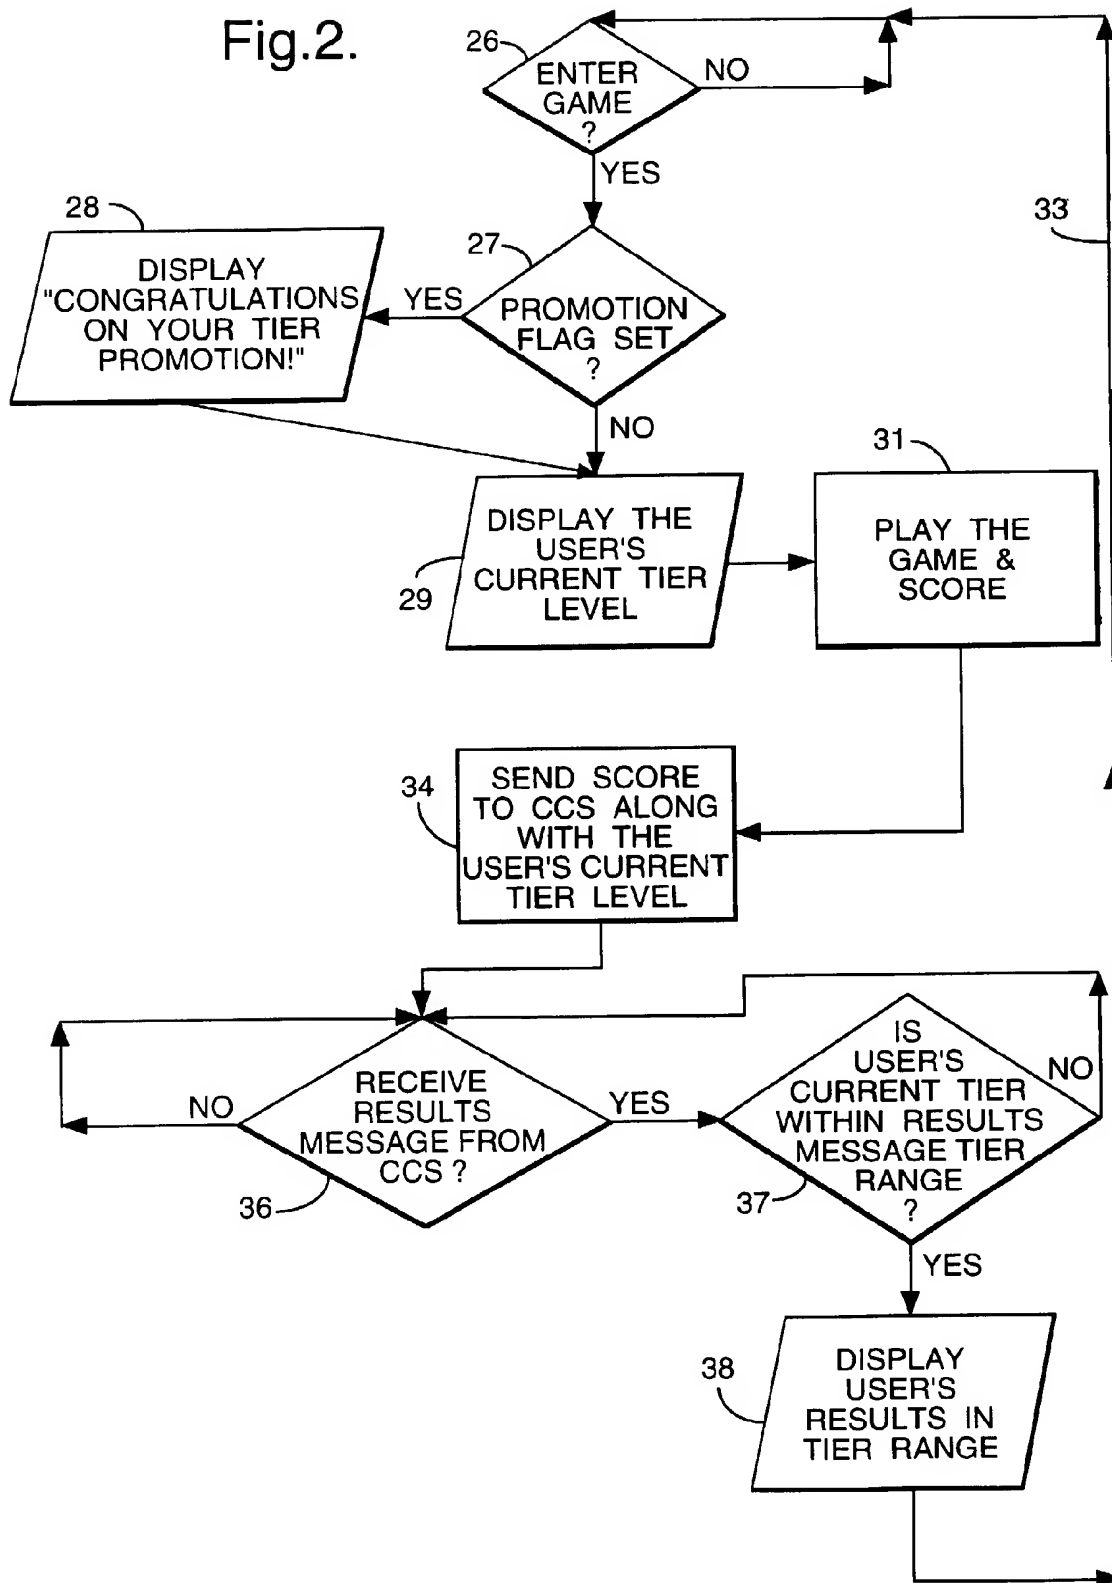 Fig.2.
26
ENTER
GAME
?
NO
YES
33
28
DISPLAY
"CONGRATULATIONS
ON YOUR TIER
PROMOTION!"
YES
27
PROMOTION
FLAG SET
?
NO
29
DISPLAY THE
USER'S
CURRENT TIER
LEVEL
31
PLAY THE
GAME &
SCORE
34
SEND SCORE
TO CCS ALONG
WITH THE
USER'S CURRENT
TIER LEVEL
NO
RECEIVE
RESULTS
MESSAGE FROM
CCS ?
36
YES
IS
USER'S
CURRENT TIER
WITHIN RESULTS
MESSAGE TIER
RANGE
?
37
NO
YES
38
DISPLAY
USER'S
RESULTS IN
TIER RANGE